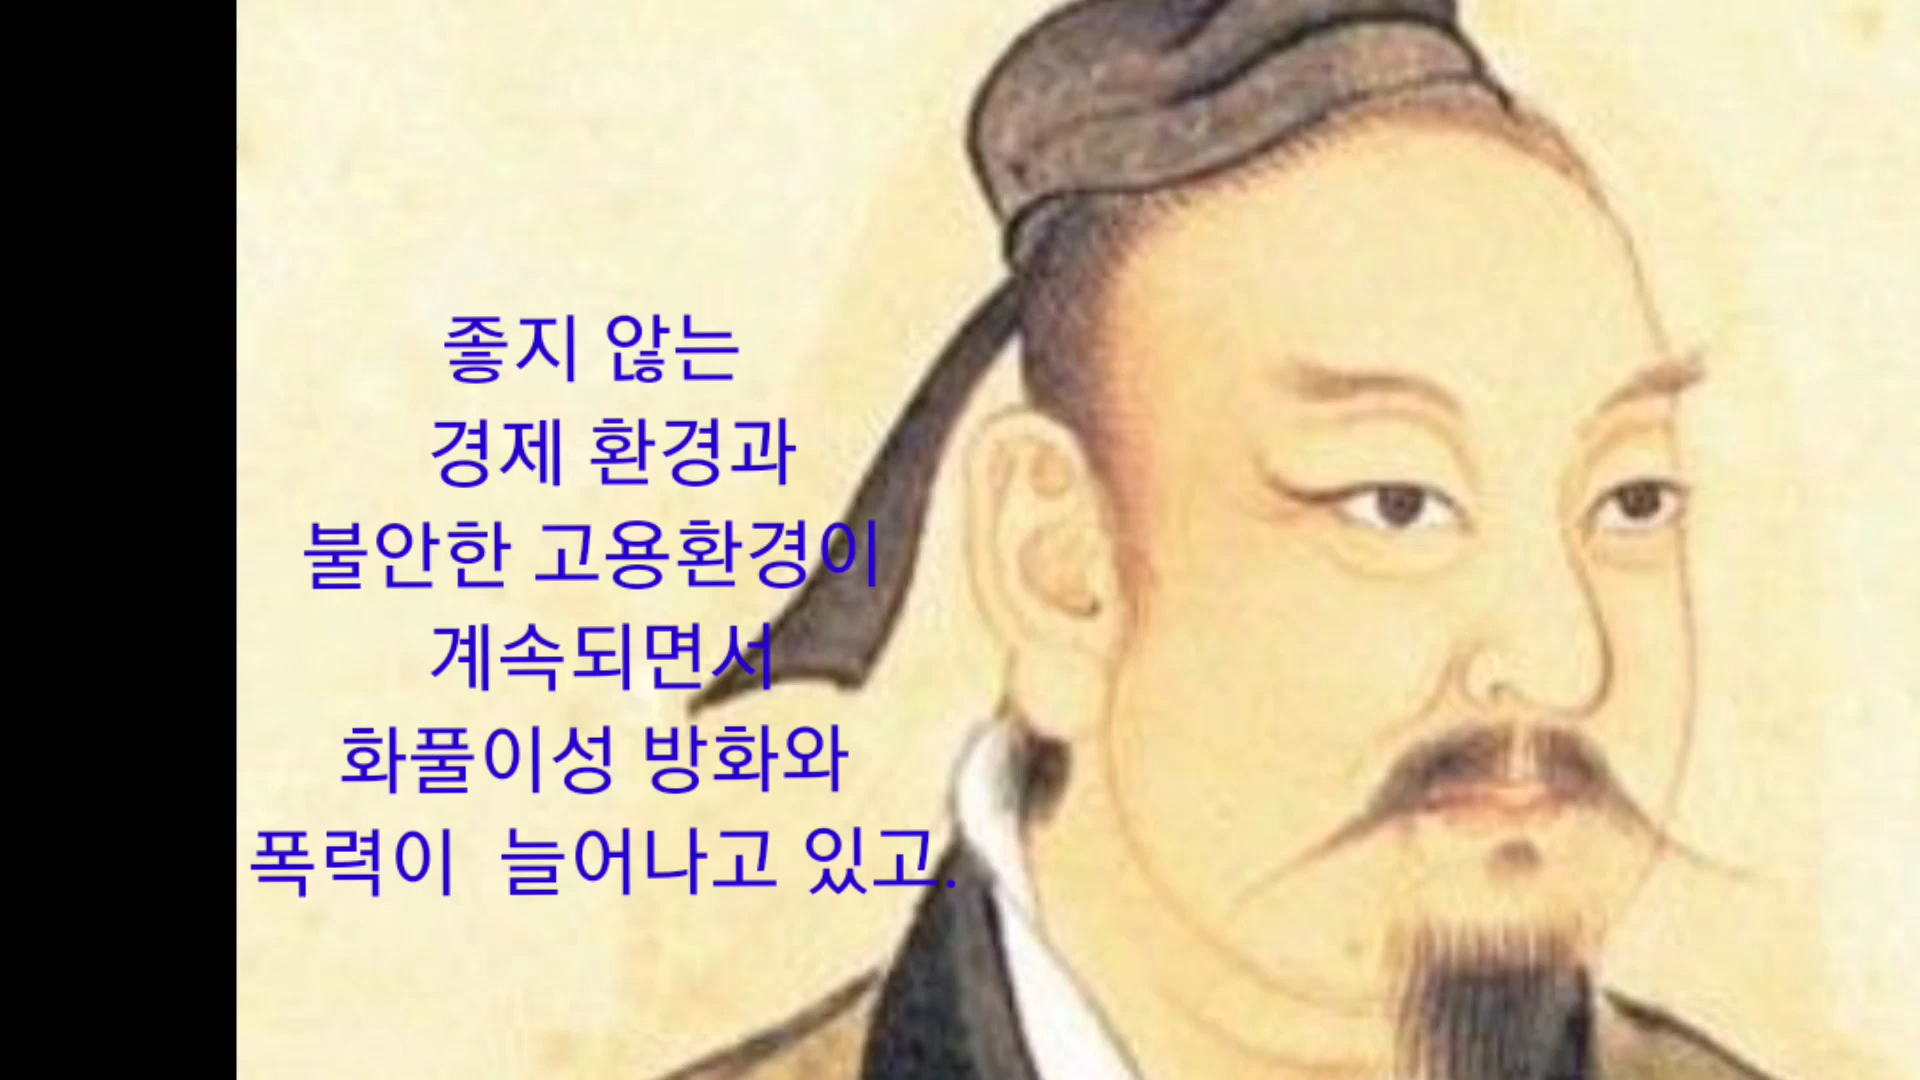 좋지 않는
경제 환경과
불안한 고용환경이
계속되면서
화풀이성 방화와
폭력이  늘어나고 있고.